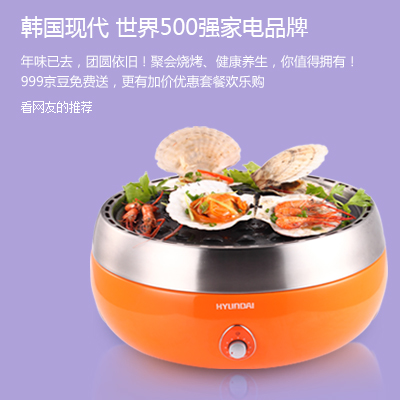 韩国现代 世界500强家电品牌
年味已去，团圆依旧！聚会烧烤、健康养生，你值得拥有！
999京豆免费送，更有加价优惠套餐欢乐购
看网友的推荐
HYUNDAI